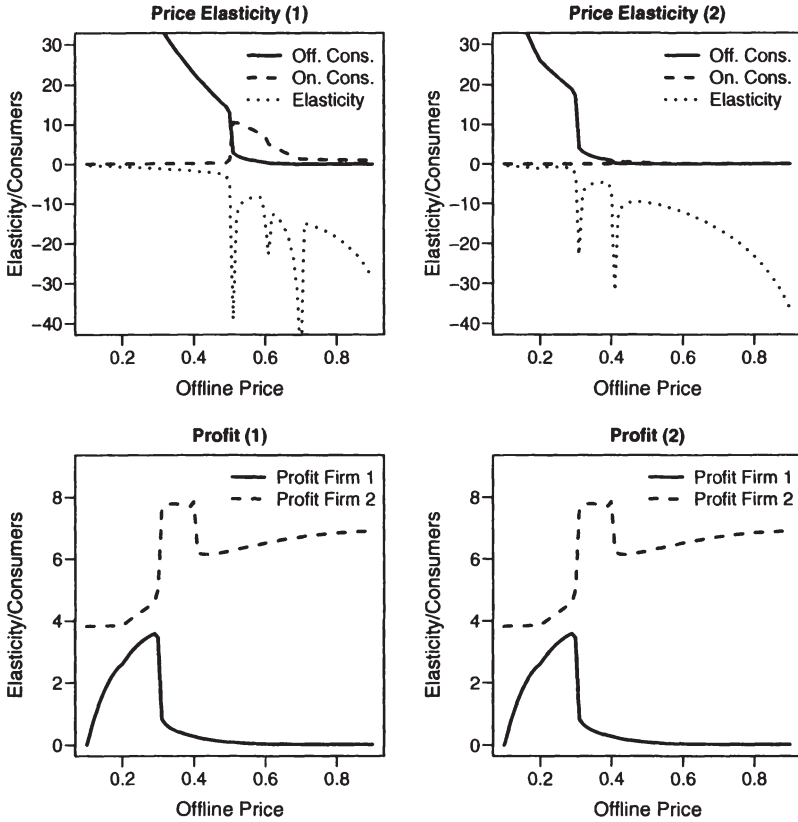 Price Elasticity (1)
Elasticity/Consumers
30
20
10
0
−10
−20
−30
−40
Off. Cons.
On. Cons.
Elasticity
0.2 0.4 0.6 0.8
Offline Price
Price Elasticity (2)
Elasticity/Consumers
30
20
10
0
−10
−20
−30
−40
Off. Cons.
On. Cons.
Elasticity
0.2 0.4 0.6 0.8
Offline Price
Profit (1)
Elasticity/Consumers
8
6
4
2
0
Profit Firm 1
Profit Firm 2
0.2 0.4 0.6 0.8
Offline Price
Profit (2)
Elasticity/Consumers
8
6
4
2
0
Profit Firm 1
Profit Firm 2
0.2 0.4 0.6 0.8
Offline Price